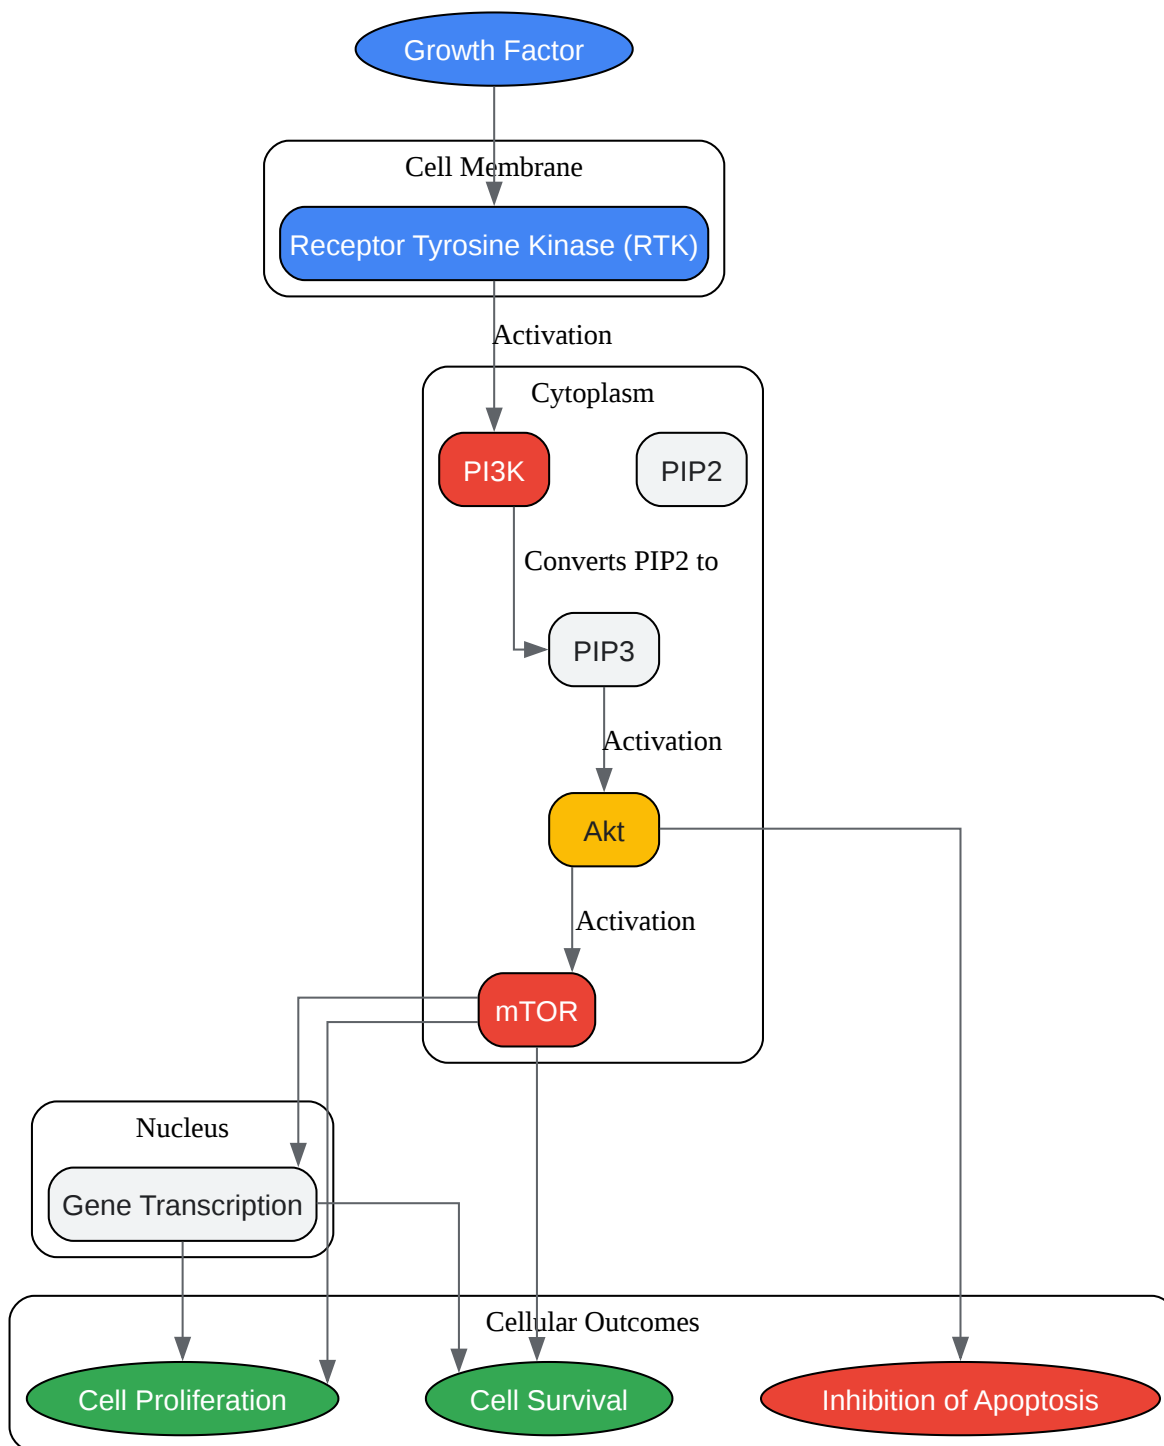 Growth Factor
Cell Membrane
Receptor Tyrosine Kinase (RTK)
Activation
Cytoplasm
PI3K
PIP2
Converts PIP2 to
PIP3
Activation
Akt
Activation
mTOR
Nucleus
Gene Transcription
Cellular Outcomes
Cell Proliferation
Cell Survival
Inhibition of Apoptosis